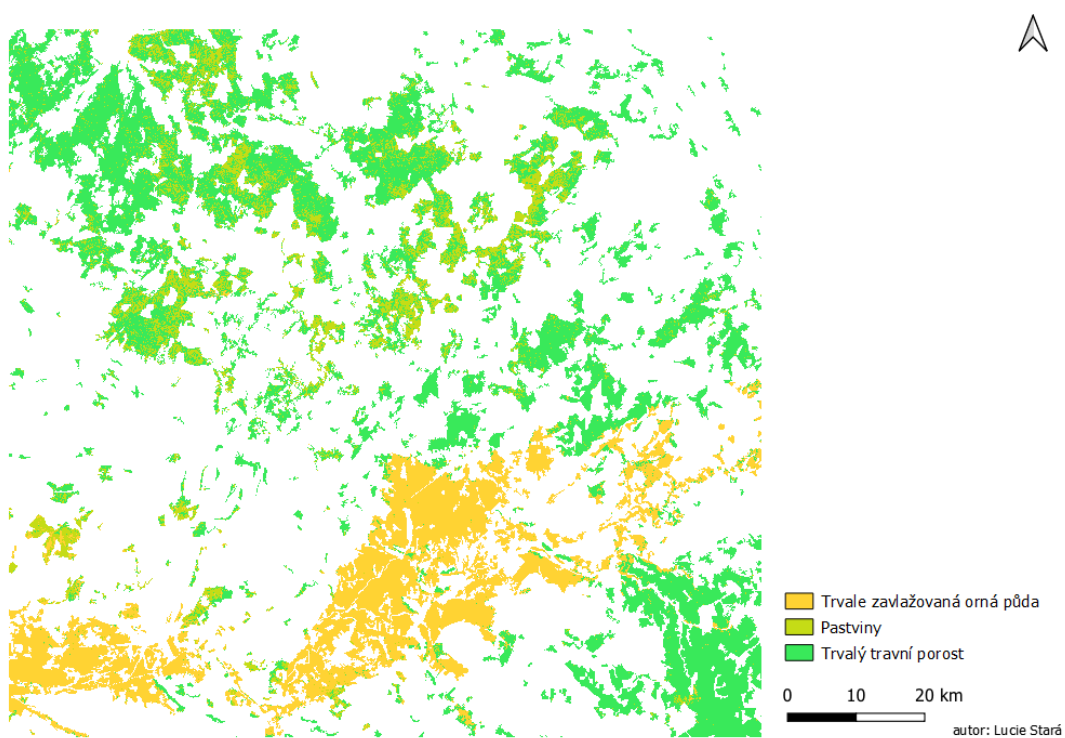 Trvale zavlažovaná orná půda
Pastviny
Trvalý travní porost
0 10 20 km
autor: Lucie Stará